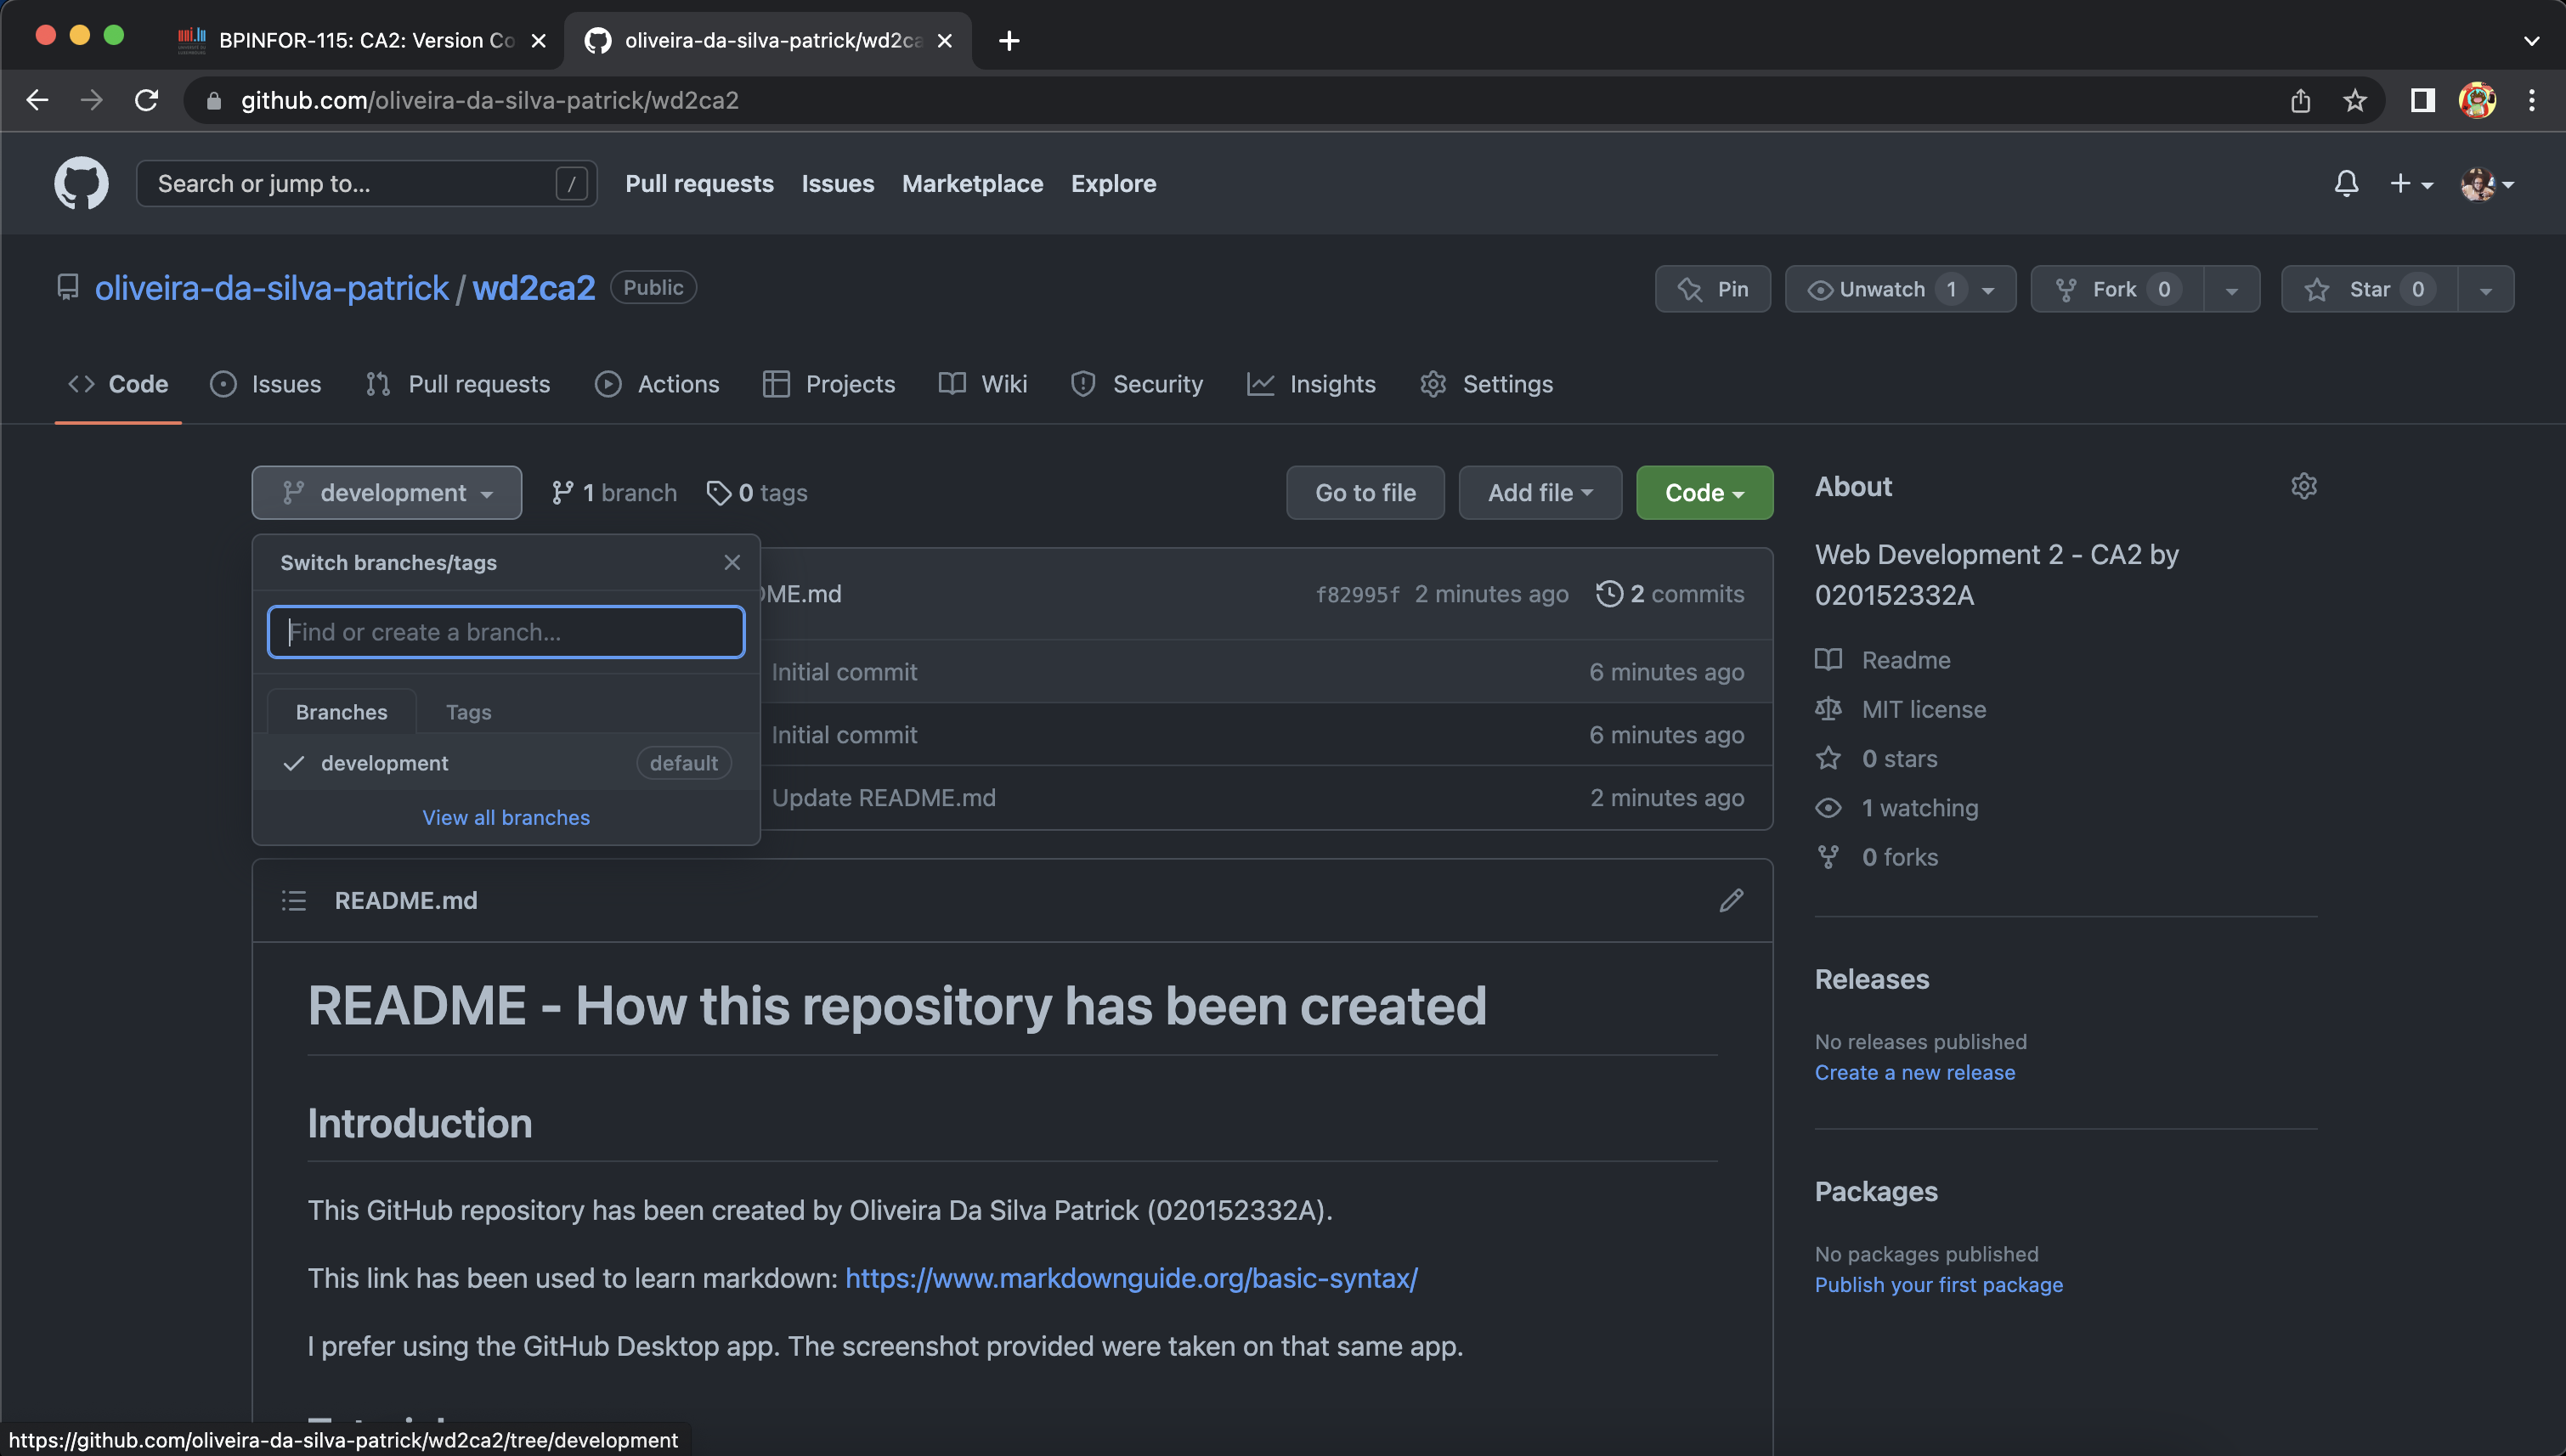 BPINFOR-115: CA2: Version Co
oliveira-da-silva-patrick/wd2ca
github.com/oliveira-da-silva-patrick/wd2ca2
Search or jump to... /
Pull requests Issues Marketplace Explore
oliveira-da-silva-patrick / wd2ca2 Public
Pin Unwatch 1 Fork 0 Star 0
Code Issues Pull requests Actions Projects Wiki Security Insights Settings
development 1 branch 0 tags Go to file Add file Code
Switch branches/tags
Find or create a branch...
Branches Tags
development default
View all branches
ME.md f82995f 2 minutes ago 2 commits
Initial commit 6 minutes ago
Initial commit 6 minutes ago
Update README.md 2 minutes ago
README.md
README - How this repository has been created
Introduction
This GitHub repository has been created by Oliveira Da Silva Patrick (020152332A).
This link has been used to learn markdown: https://www.markdownguide.org/basic-syntax/
I prefer using the GitHub Desktop app. The screenshot provided were taken on that same app.
About
Web Development 2 - CA2 by
020152332A
Readme
MIT license
0 stars
1 watching
0 forks
Releases
No releases published
Create a new release
Packages
No packages published
Publish your first package
https://github.com/oliveira-da-silva-patrick/wd2ca2/tree/development